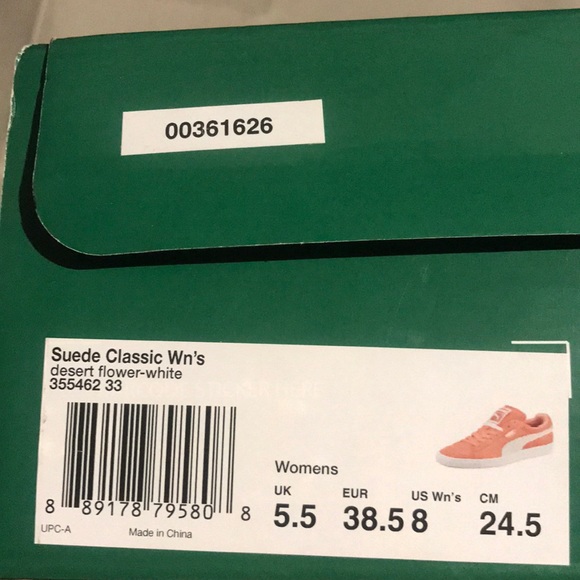 00361626
Suede Classic Wn's
desert flower-white
355462 33
8 89178 79580 8
UPC-A
Made in China
Womens
UK EUR US Wn's CM
5.5 38.5 8 24.5